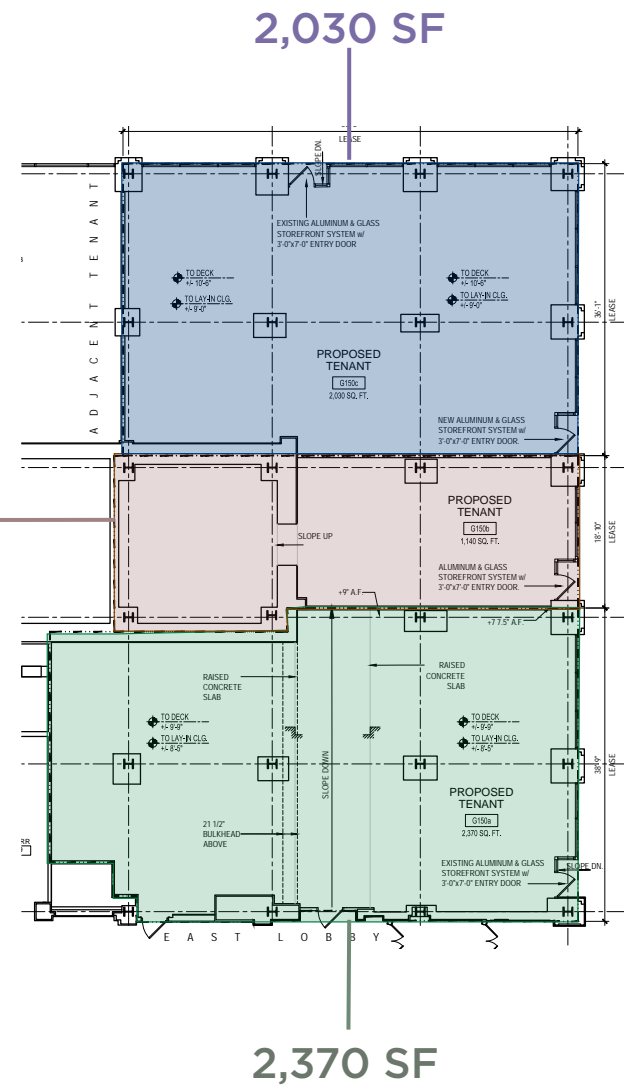 2,030 SF
LEASE
SLOPE DN.
ADJACENT TENANT
EXISTING ALUMINUM & GLASS
STOREFRONT SYSTEM w/
3'-0"x7'-0" ENTRY DOOR
TO DECK
+/- 10'-6"
TO LAY-IN CLG.
+/- 9'-0"
TO DECK
+/- 10'-6"
TO LAY-IN CLG.
+/- 9'-0"
36'-1"
LEASE
PROPOSED
TENANT
G150c
2,030 SQ. FT.
NEW ALUMINUM & GLASS
STOREFRONT SYSTEM w/
3'-0"x7'-0" ENTRY DOOR.
PROPOSED
TENANT
G150b
1,140 SQ. FT.
SLOPE UP
18'-10"
LEASE
ALUMINUM & GLASS
STOREFRONT SYSTEM w/
3'-0"x7'-0" ENTRY DOOR.
+9" A.F.
+7 7.5" A.F.
RAISED
CONCRETE
SLAB
RAISED
CONCRETE
SLAB
TO DECK
+/- 9'-9"
TO LAY-IN CLG.
+/- 8'-5"
TO DECK
+/- 9'-9"
TO LAY-IN CLG.
+/- 8'-5"
SLOPE DOWN
38'-9"
LEASE
PROPOSED
TENANT
G150a
2,370 SQ. FT.
21 1/2"
BULKHEAD
ABOVE
RR
EXISTING ALUMINUM & GLASS
STOREFRONT SYSTEM w/
3'-0"x7'-0" ENTRY DOOR
SLOPE DN.
EAST LOBBY
2,370 SF